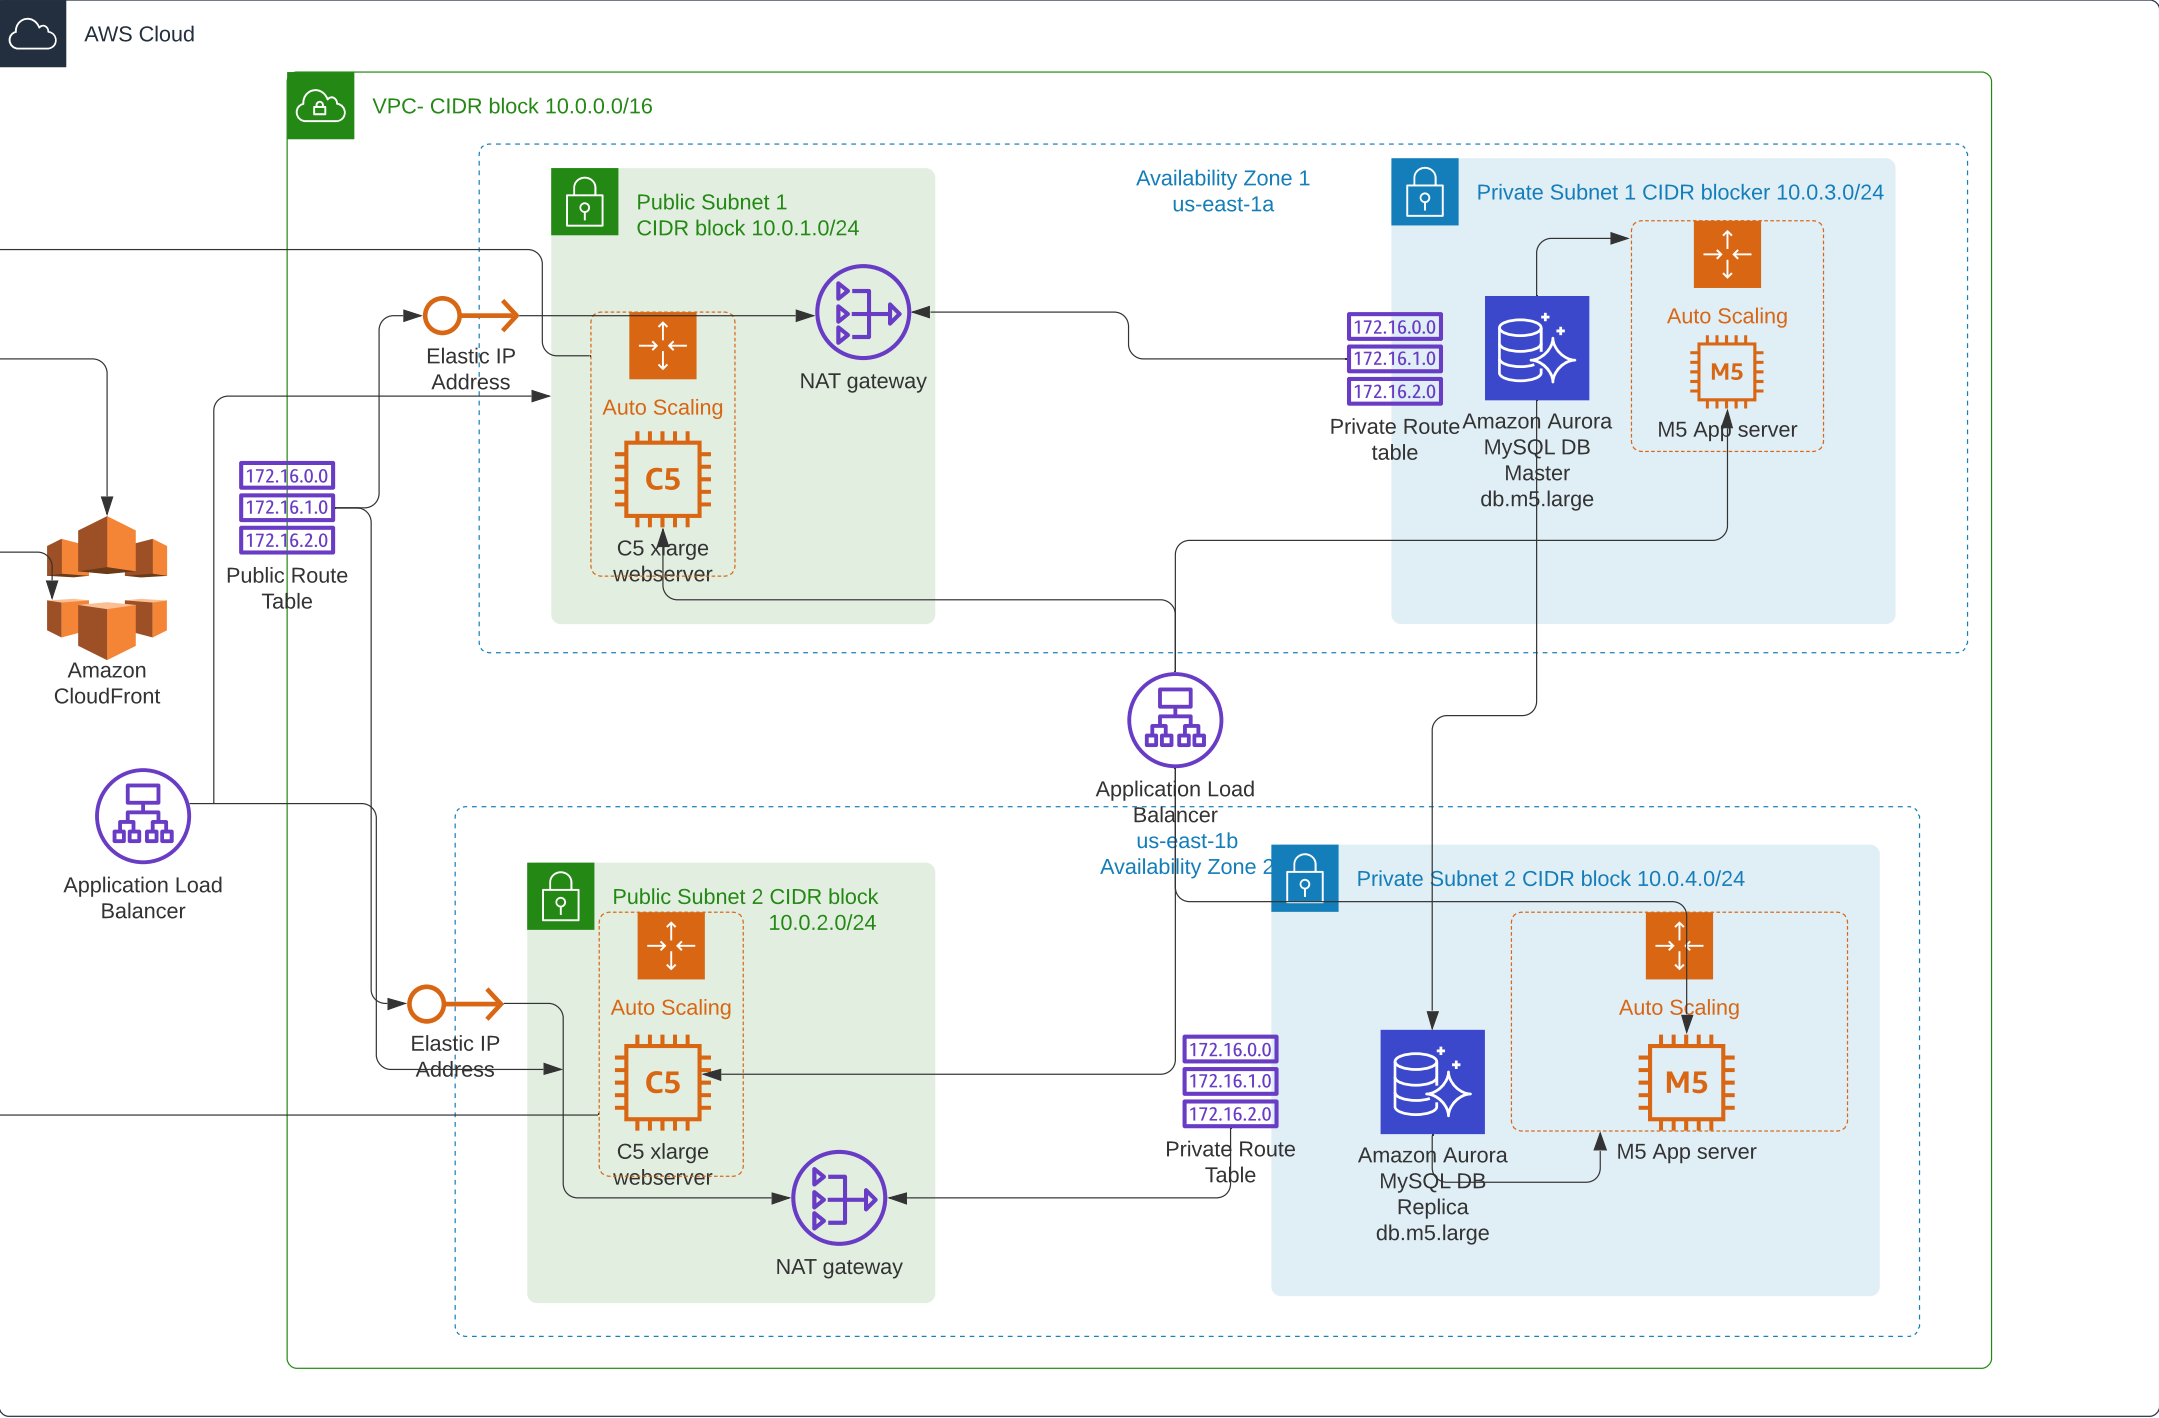 AWS Cloud
VPC- CIDR block 10.0.0.0/16
Public Subnet 1
CIDR block 10.0.1.0/24
Availability Zone 1
us-east-1a
Private Subnet 1 CIDR blocker 10.0.3.0/24
Elastic IP
Address
Auto Scaling
C5
C5 xlarge
webserver
NAT gateway
172.16.0.0
172.16.1.0
172.16.2.0
Private Route
table
Amazon Aurora
MySQL DB
Master
db.m5.large
Auto Scaling
M5
M5 App server
172.16.0.0
172.16.1.0
172.16.2.0
Public Route
Table
Amazon
CloudFront
Application Load
Balancer
Application Load
Balancer
us-east-1b
Availability Zone 2
Public Subnet 2 CIDR block
10.0.2.0/24
Private Subnet 2 CIDR block 10.0.4.0/24
Elastic IP
Address
Auto Scaling
C5
C5 xlarge
webserver
NAT gateway
172.16.0.0
172.16.1.0
172.16.2.0
Private Route
Table
Amazon Aurora
MySQL DB
Replica
db.m5.large
Auto Scaling
M5
M5 App server